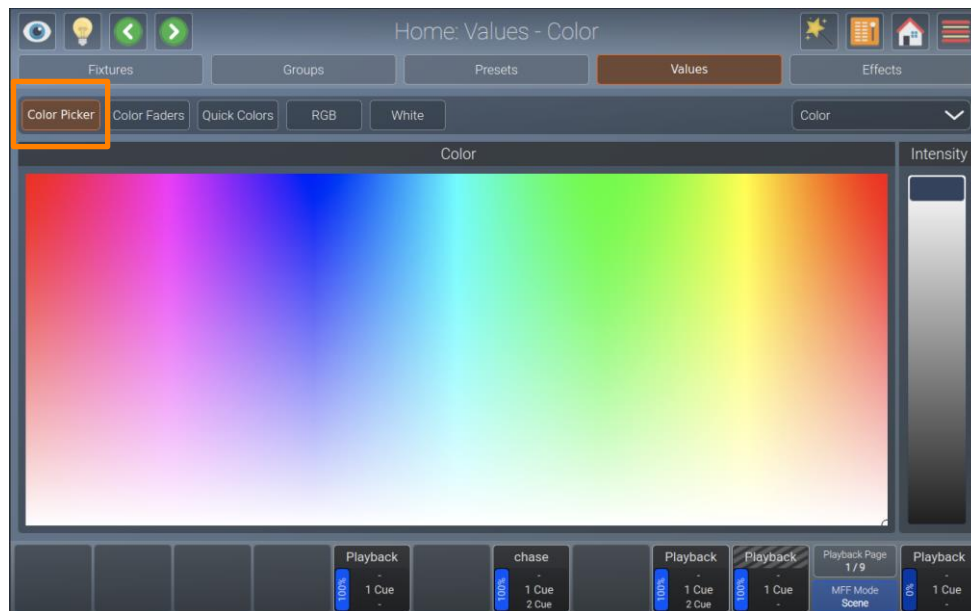 Home: Values - Color
Fixtures
Groups
Presets
Values
Effects
Color Picker
Color Faders
Quick Colors
RGB
White
Color
Color
Intensity
Playback
-
100%
1 Cue
-
chase
-
100%
1 Cue
2 Cue
Playback
-
100%
1 Cue
2 Cue
Playback
-
100%
1 Cue
-
Playback Page
1 / 9
MFF Mode
Scene
Playback
-
0%
1 Cue
-